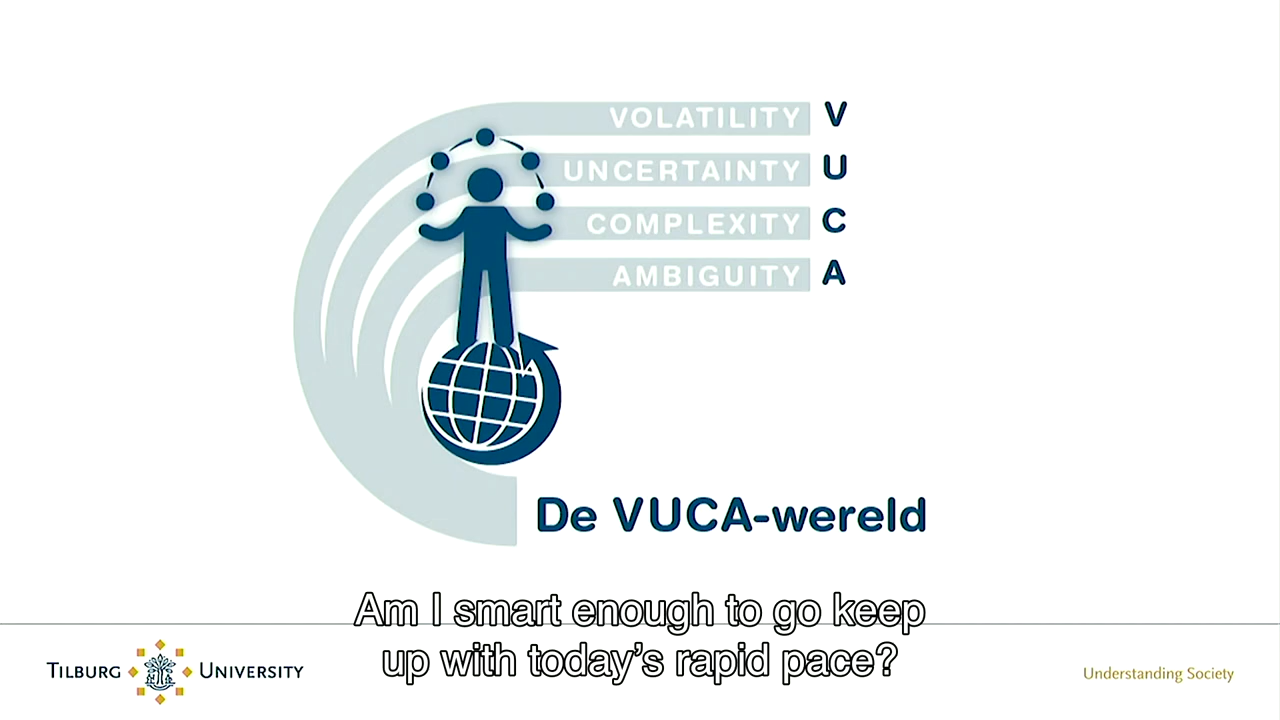 VOLATILITY V
UNCERTAINTY U
COMPLEXITY C
AMBIGUITY A
De VUCA-wereld
Am I smart enough to go keep
up with today's rapid pace?
TILBURG UNIVERSITY
Understanding Society